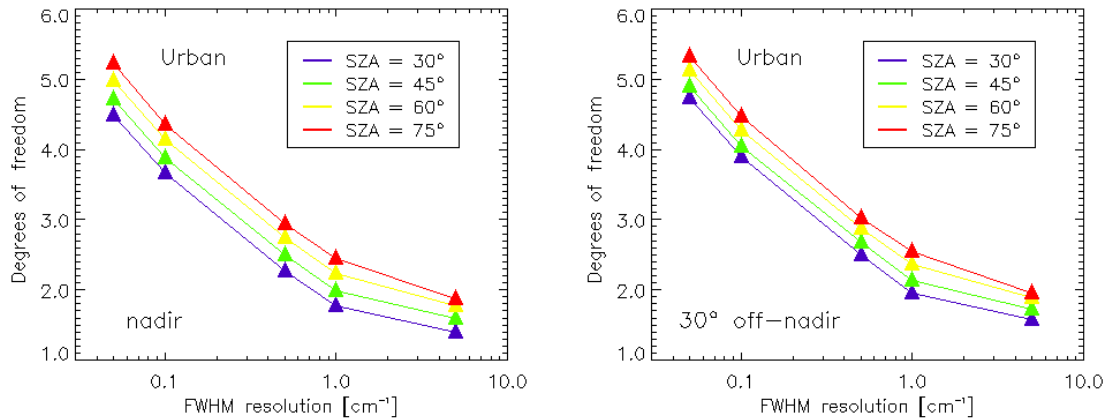 6.0
5.0
4.0
3.0
2.0
1.0
Degrees of freedom
Urban
SZA = 30°
SZA = 45°
SZA = 60°
SZA = 75°
nadir
0.1
1.0
10.0
FWHM resolution [cm⁻¹]
6.0
5.0
4.0
3.0
2.0
1.0
Degrees of freedom
Urban
SZA = 30°
SZA = 45°
SZA = 60°
SZA = 75°
30° off−nadir
0.1
1.0
10.0
FWHM resolution [cm⁻¹]